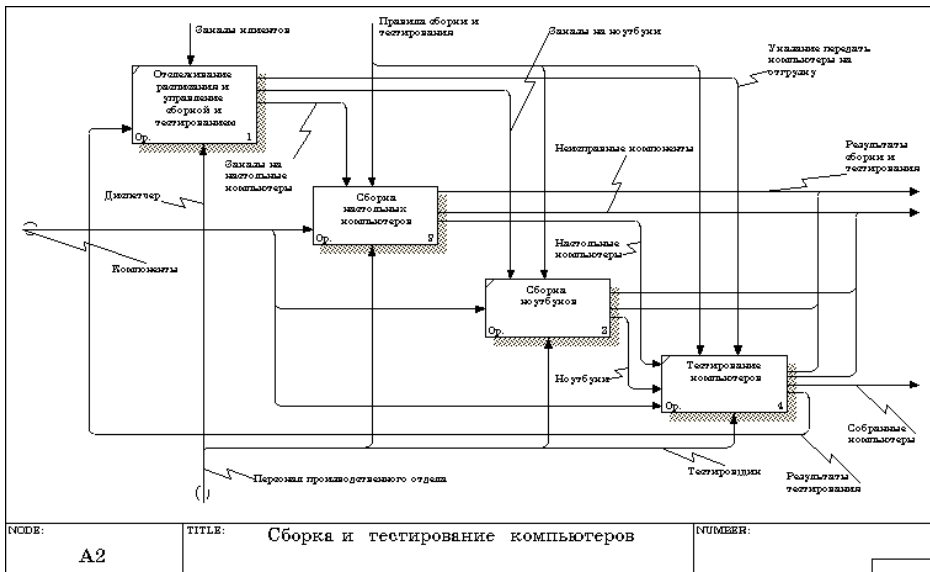 Заказы клиентов
Правила сборки и
тестирования
Заказы на ноутбуки
Указание передать
компьютеры на
отгрузку
Отслеживание
расписания и
управление
сборкой и
тестированием
Ор.
1
Заказы на
настольные
компьютеры
Неисправные компоненты
Результаты
сборки и
тестирования
Диспетчер
Сборка
настольных
компьютеров
Ор.
2
Настольные
компьютеры
Компоненты
Сборка
ноутбуков
Ор.
3
Ноутбуки
Тестирование
компьютеров
Ор.
4
Собранные
компьютеры
Персонал производственного отдела
Результаты
тестирования
NODE:
TITLE:
NUMBER:
A2
Сборка и тестирование компьютеров